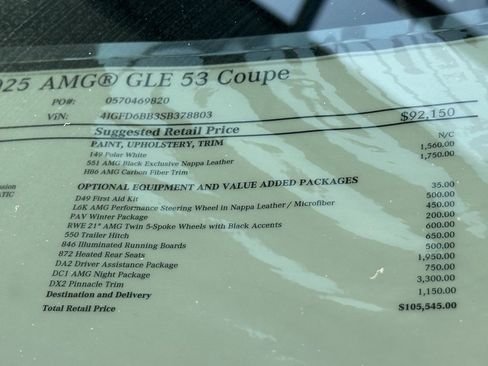 025 AMG® GLE 53 Coupe
PO#: 0570469820
VIN: 4JGFD6BB3SB378803
Suggested Retail Price $92,150
PAINT, UPHOLSTERY, TRIM
149 Polar White N/C
551 AMG Black Exclusive Nappa Leather 1,560.00
H86 AMG Carbon Fiber Trim 1,750.00
OPTIONAL EQUIPMENT AND VALUE ADDED PACKAGES
D49 First Aid Kit 35.00
L6K AMG Performance Steering Wheel in Nappa Leather / Microfiber 500.00
PAV Winter Package 450.00
RWE 21" AMG Twin 5-Spoke Wheels with Black Accents 200.00
550 Trailer Hitch 600.00
846 Illuminated Running Boards 650.00
872 Heated Rear Seats 500.00
DA2 Driver Assistance Package 1,950.00
DC1 AMG Night Package 750.00
DX2 Pinnacle Trim 3,300.00
Destination and Delivery 1,150.00
Total Retail Price $105,545.00